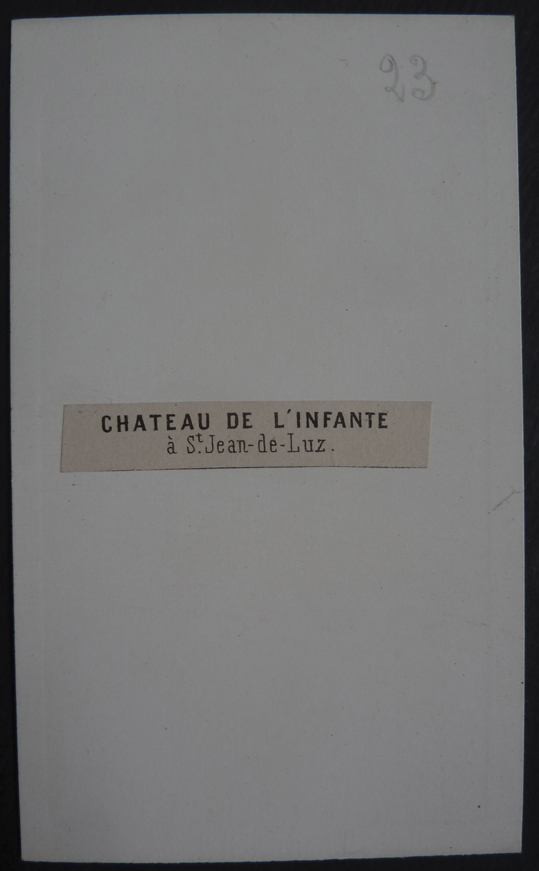 23
CHATEAU DE L'INFANTE
à St. Jean-de-Luz.